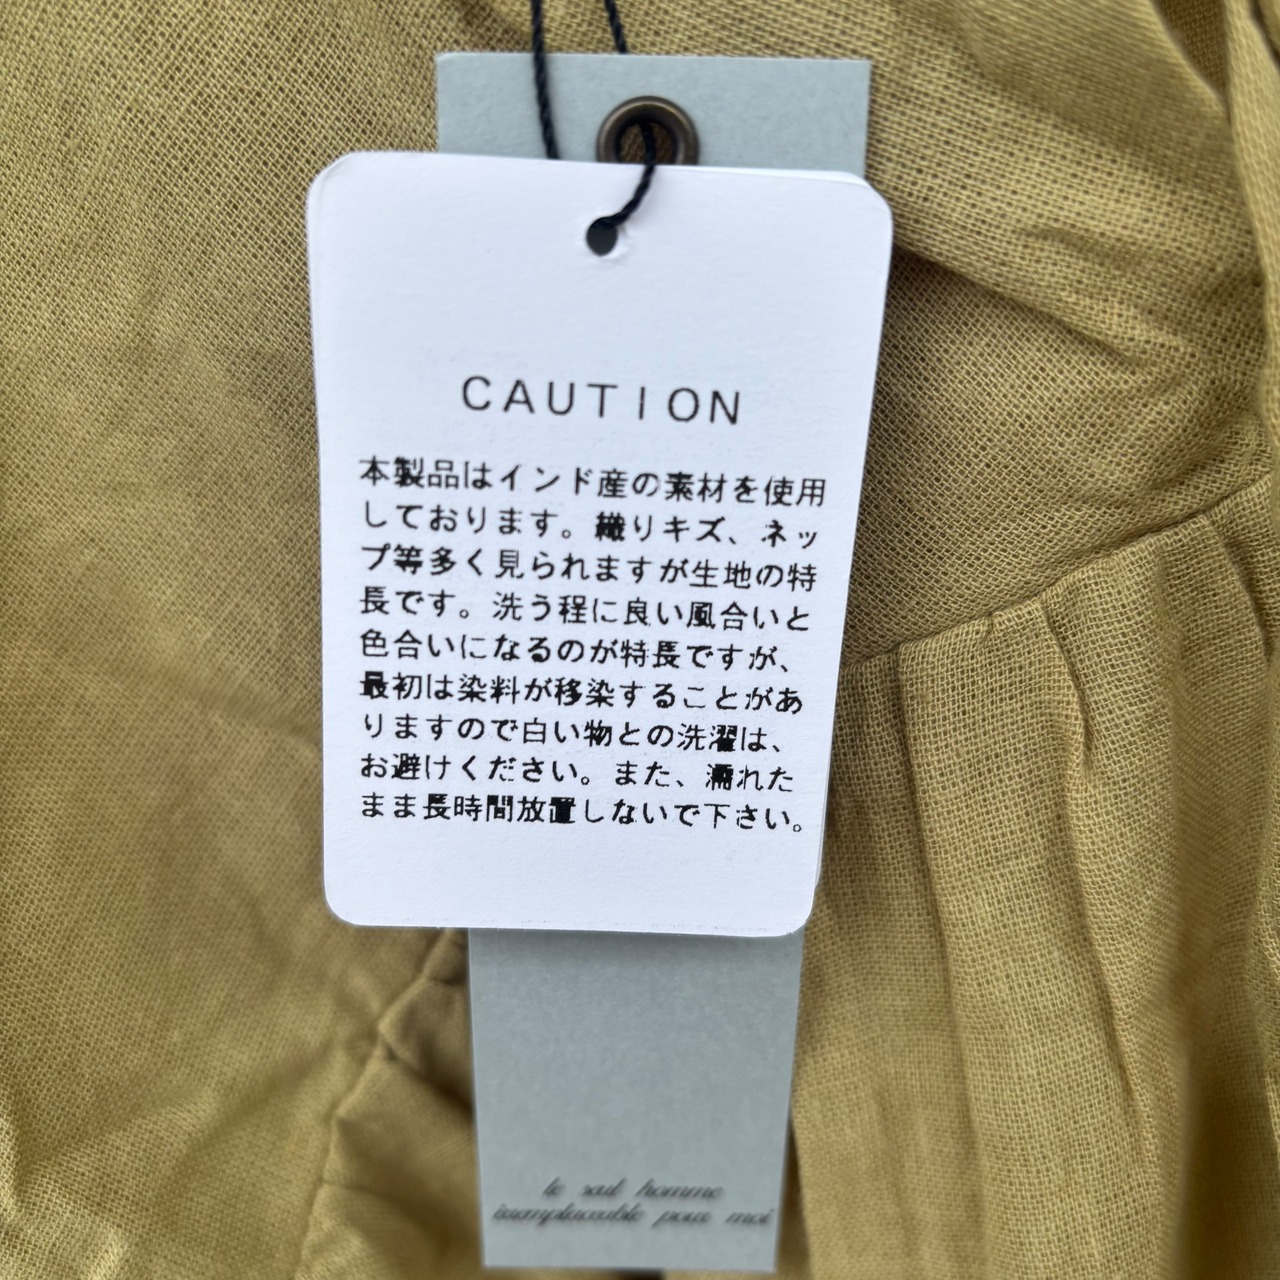 CAUTION
本製品はインド産の素材を使用
しております。織りキズ、ネッ
プ等多く見られますが生地の特
長です。洗う程に良い風合いと
色合いになるのが特長ですが、
最初は染料が移染することがあ
りますので白い物との洗濯は、
お避けください。また、濡れた
まま長時間放置しないで下さい。
le seul homme
irremplaceable pour moi